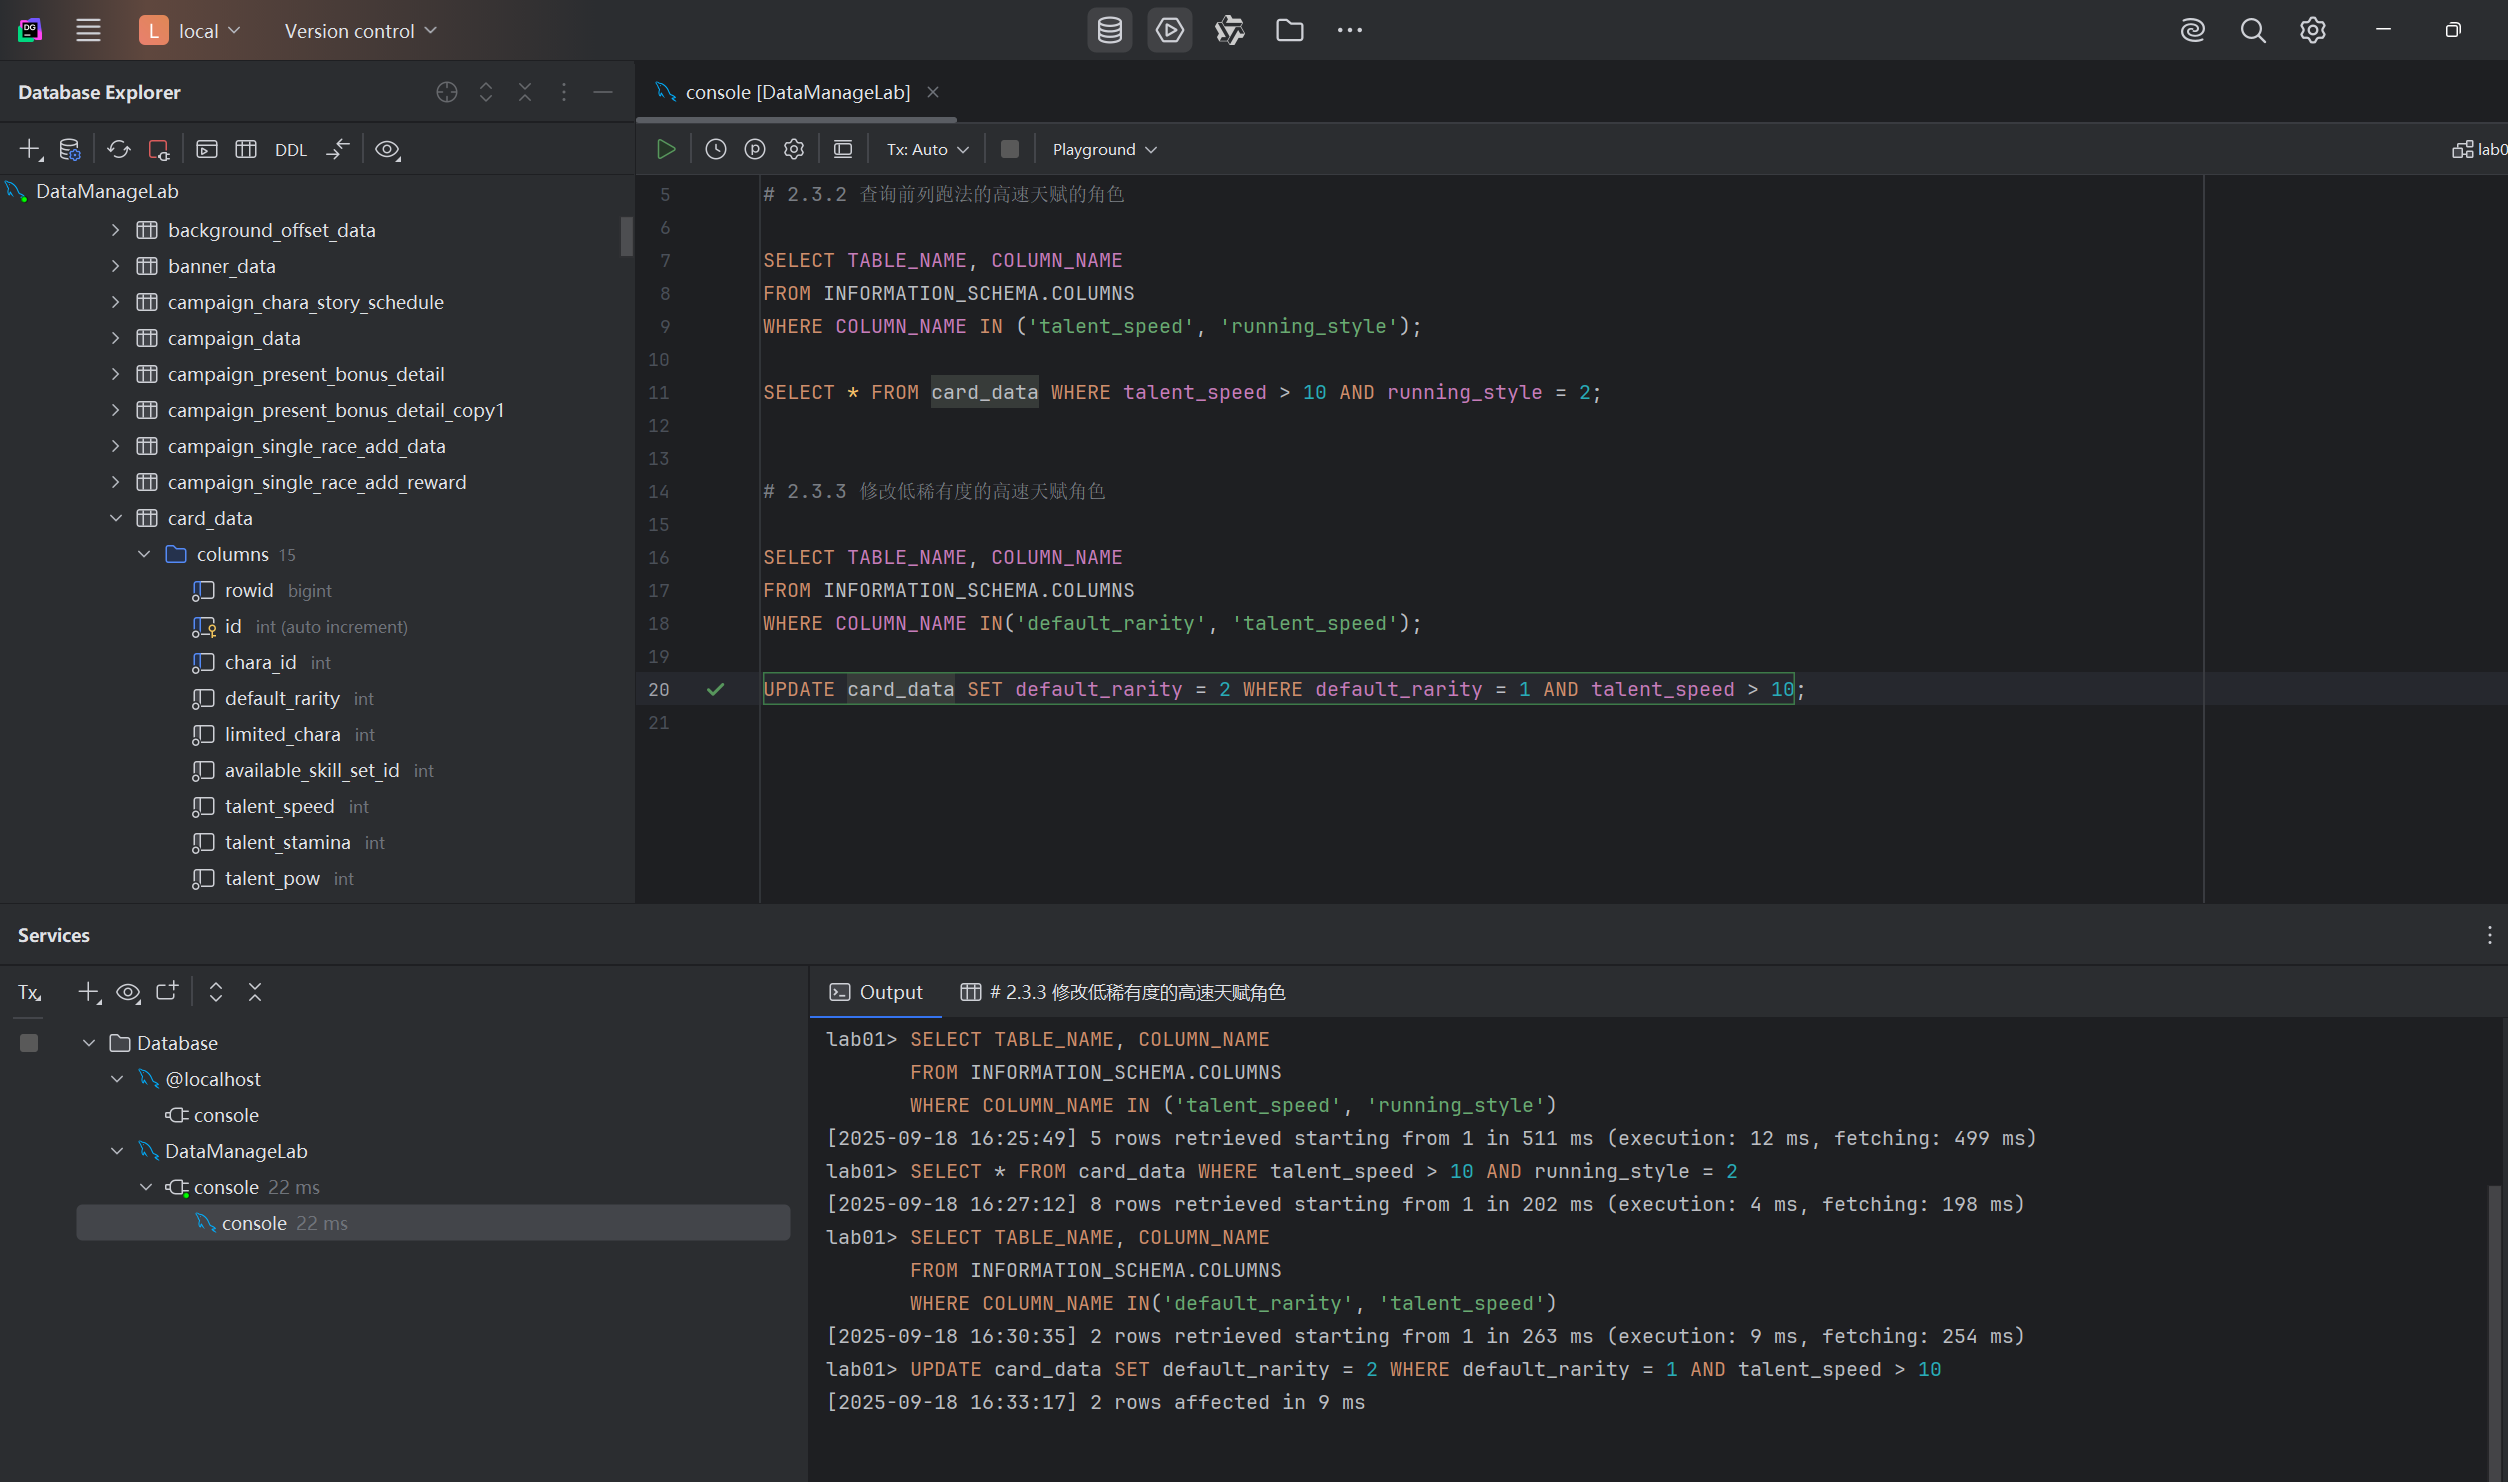 DG
L local Version control
Database Explorer
console [DataManageLab]
DDL
Tx: Auto
Playground
lab0
DataManageLab
background_offset_data
banner_data
campaign_chara_story_schedule
campaign_data
campaign_present_bonus_detail
campaign_present_bonus_detail_copy1
campaign_single_race_add_data
campaign_single_race_add_reward
card_data
columns 15
rowid bigint
id int (auto increment)
chara_id int
default_rarity int
limited_chara int
available_skill_set_id int
talent_speed int
talent_stamina int
talent_pow int
5 # 2.3.2 查询前列跑法的高速天赋的角色
6
7 SELECT TABLE_NAME, COLUMN_NAME
8 FROM INFORMATION_SCHEMA.COLUMNS
9 WHERE COLUMN_NAME IN ('talent_speed', 'running_style');
10
11 SELECT * FROM card_data WHERE talent_speed > 10 AND running_style = 2;
12
13
14 # 2.3.3 修改低稀有度的高速天赋角色
15
16 SELECT TABLE_NAME, COLUMN_NAME
17 FROM INFORMATION_SCHEMA.COLUMNS
18 WHERE COLUMN_NAME IN('default_rarity', 'talent_speed');
19
20 UPDATE card_data SET default_rarity = 2 WHERE default_rarity = 1 AND talent_speed > 10;
21
Services
Tx
Database
@localhost
console
DataManageLab
console 22 ms
console 22 ms
Output
# 2.3.3 修改低稀有度的高速天赋角色
lab01> SELECT TABLE_NAME, COLUMN_NAME
FROM INFORMATION_SCHEMA.COLUMNS
WHERE COLUMN_NAME IN ('talent_speed', 'running_style')
[2025-09-18 16:25:49] 5 rows retrieved starting from 1 in 511 ms (execution: 12 ms, fetching: 499 ms)
lab01> SELECT * FROM card_data WHERE talent_speed > 10 AND running_style = 2
[2025-09-18 16:27:12] 8 rows retrieved starting from 1 in 202 ms (execution: 4 ms, fetching: 198 ms)
lab01> SELECT TABLE_NAME, COLUMN_NAME
FROM INFORMATION_SCHEMA.COLUMNS
WHERE COLUMN_NAME IN('default_rarity', 'talent_speed')
[2025-09-18 16:30:35] 2 rows retrieved starting from 1 in 263 ms (execution: 9 ms, fetching: 254 ms)
lab01> UPDATE card_data SET default_rarity = 2 WHERE default_rarity = 1 AND talent_speed > 10
[2025-09-18 16:33:17] 2 rows affected in 9 ms